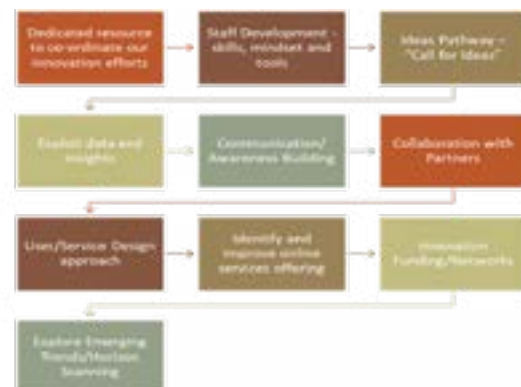 Dedicated resource
to co-ordinate our
innovation efforts
Staff Development -
skills, mindset and
tools
Ideas Pathway –
"Call for Ideas"
Exploit data and
insights
Communication/
Awareness Building
Collaboration with
Partners
User/Service Design
approach
Identify and
improve online
services offering
Innovation
Funding/Networks
Explore Emerging
Trends/Horizon
Scanning